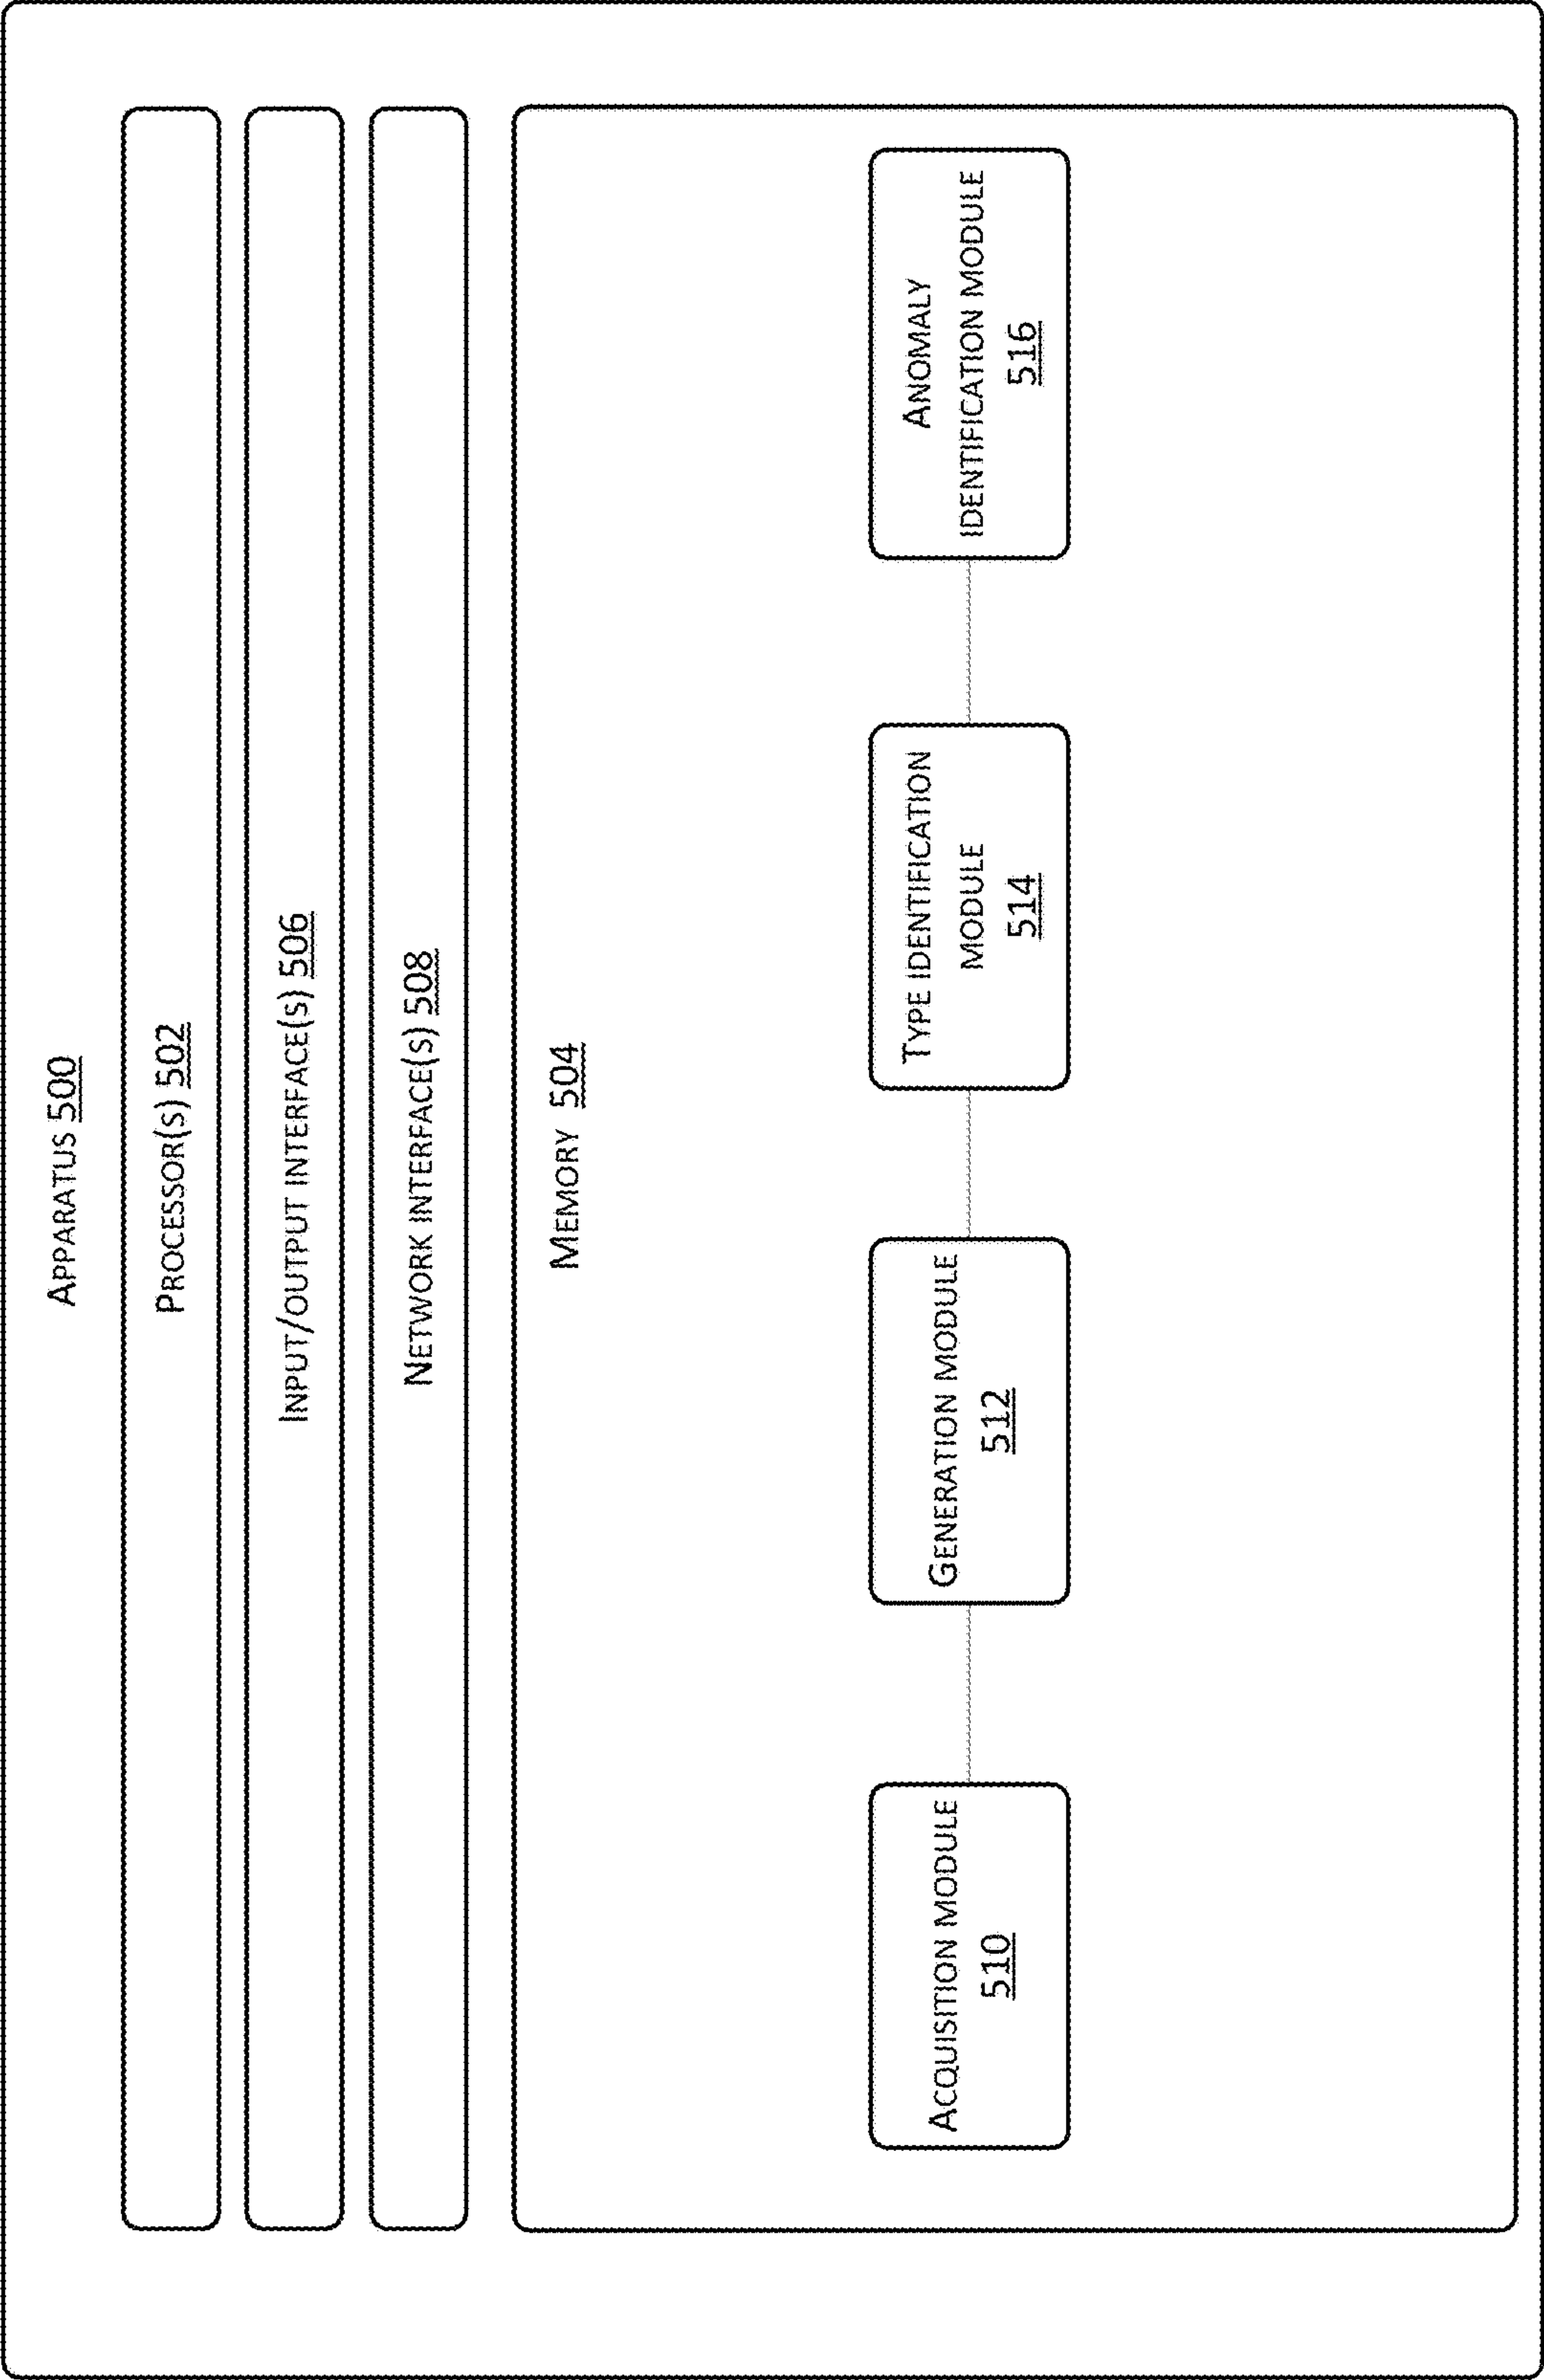 Apparatus 500
Processor(s) 502
Input/output interface(s) 506
Network interface(s) 508
Memory 504
Acquisition module
510
Generation module
512
Type identification
module
514
Anomaly
identification module
516